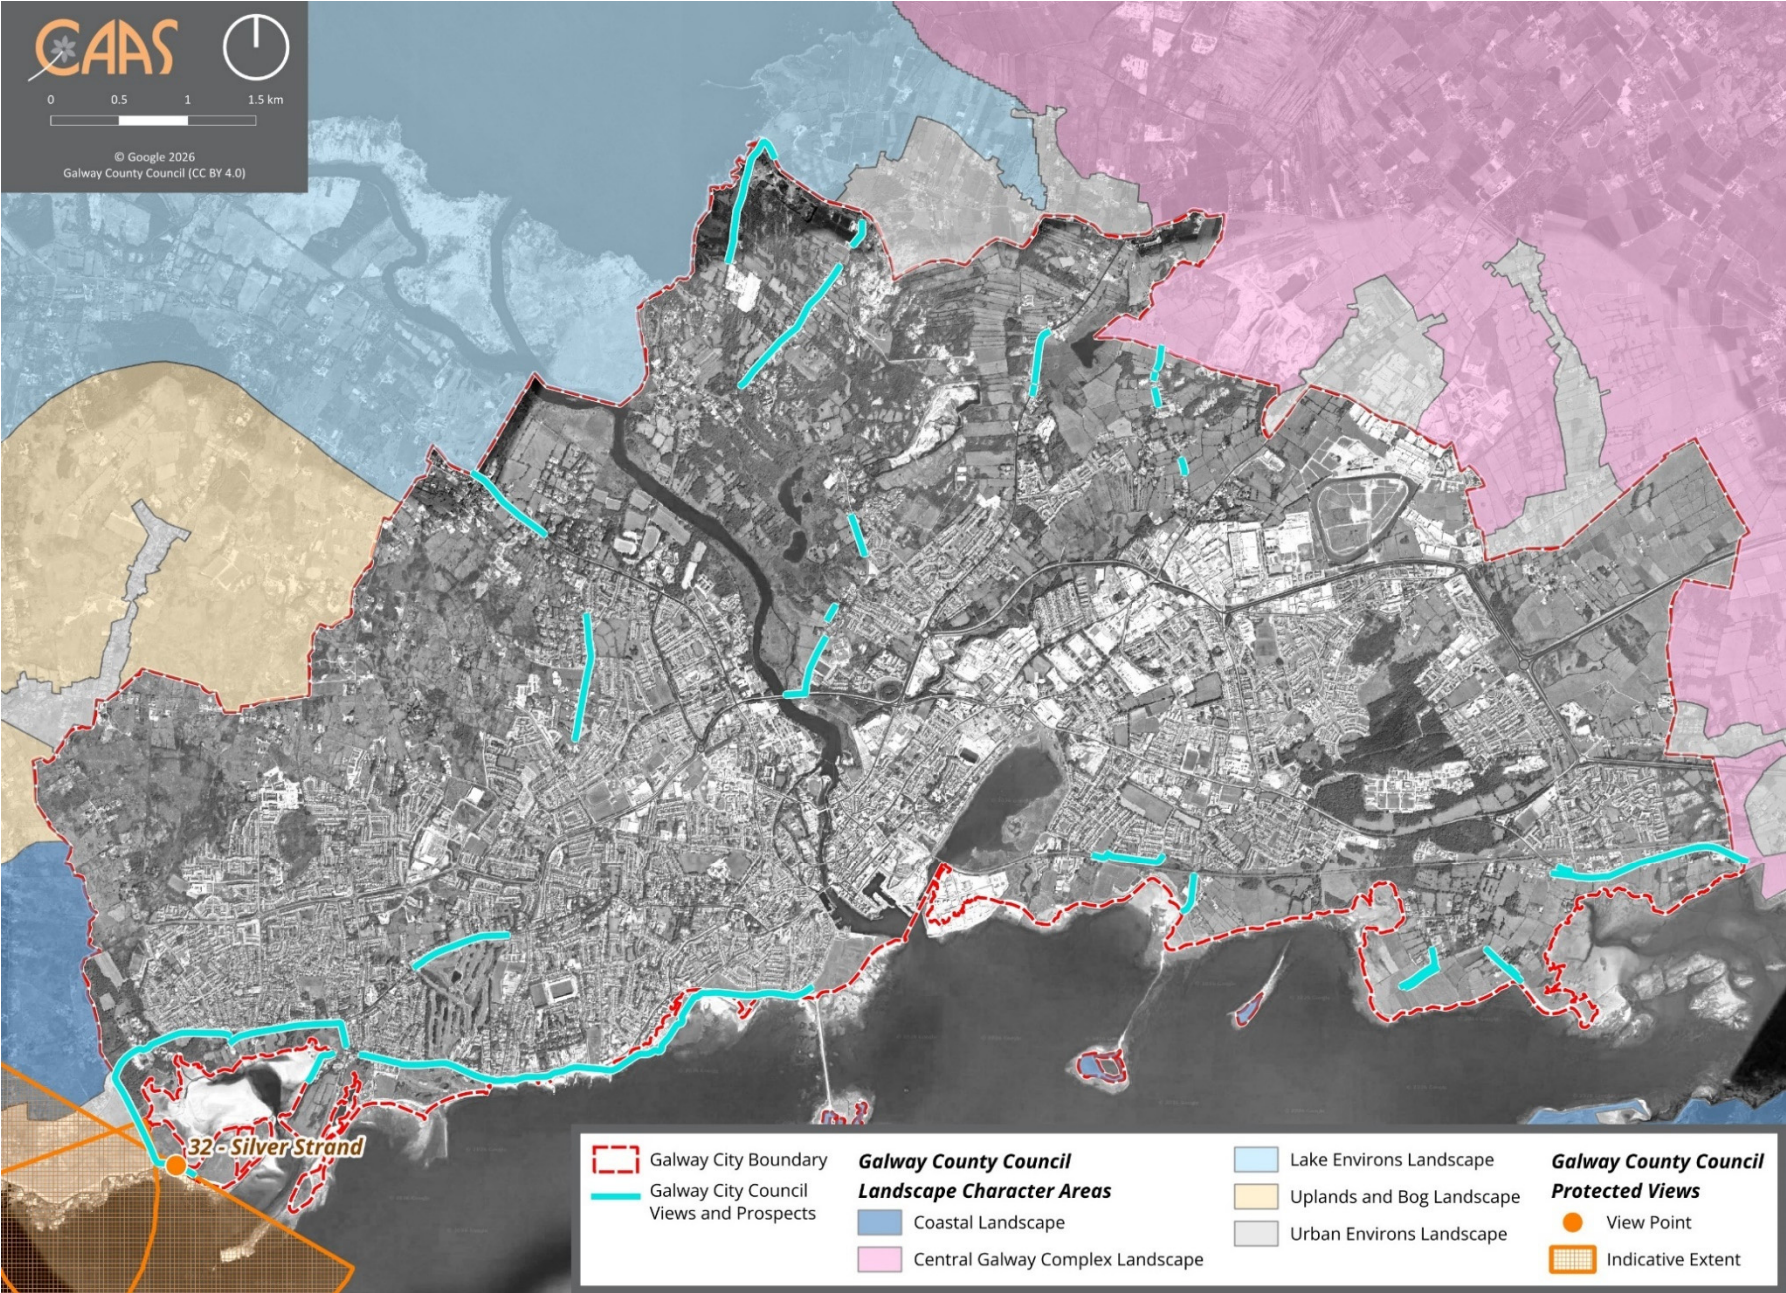 CAAS
0 0.5 1 1.5 km
© Google 2026
Galway County Council (CC BY 4.0)
32 - Silver Strand
Galway City Boundary
Galway City Council
Views and Prospects
Galway County Council
Landscape Character Areas
Coastal Landscape
Central Galway Complex Landscape
Lake Environs Landscape
Uplands and Bog Landscape
Urban Environs Landscape
Galway County Council
Protected Views
View Point
Indicative Extent